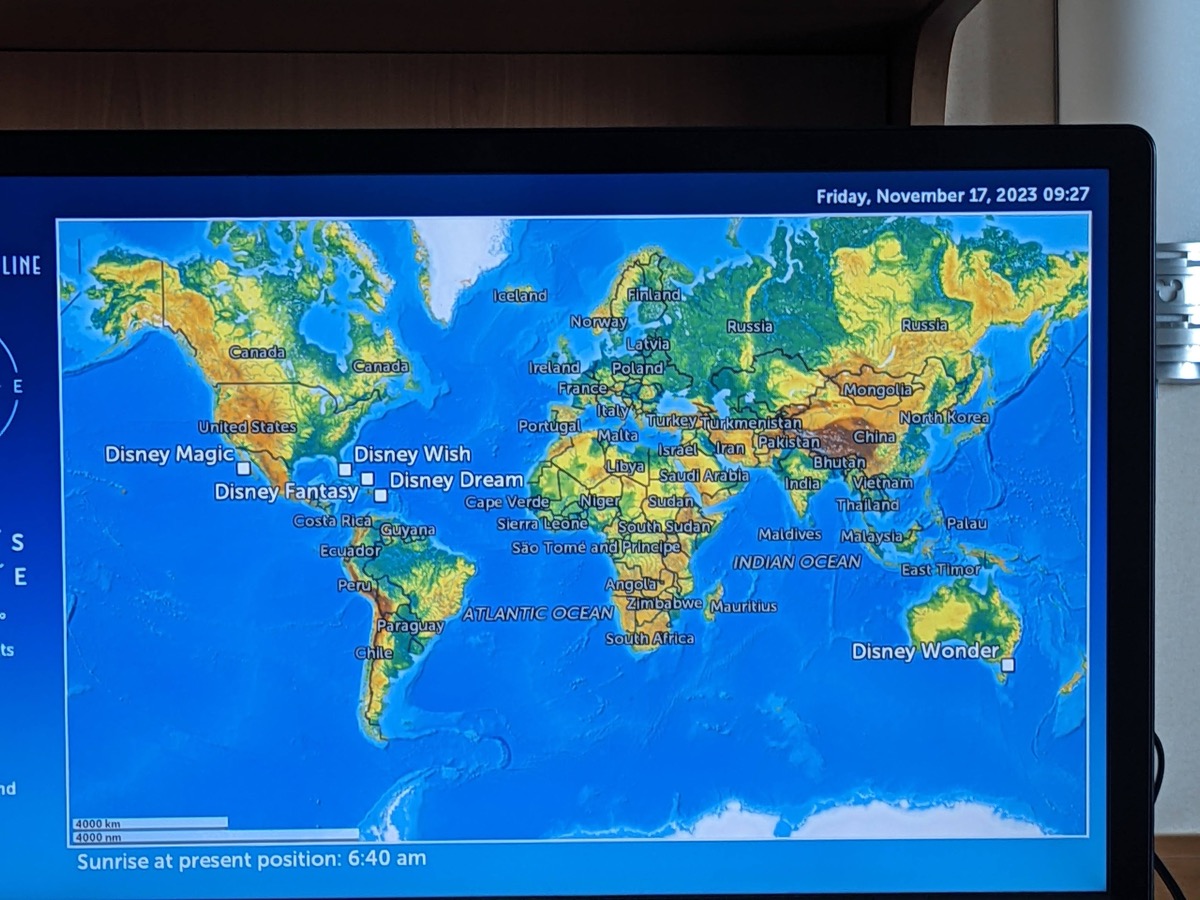 Friday, November 17, 2023 09:27
LINE
E
S
E
ts
nd
Iceland
Finland
Norway
Russia
Russia
Latvia
Canada
Canada
Ireland
Poland
France
Mongolia
Italy
United States
Portugal
Turkey
Turkmenistan
North Korea
Malta
China
Disney Magic
Disney Wish
Israel
Iran
Pakistan
Libya
Bhutan
Disney Fantasy
Disney Dream
Saudi Arabia
India
Vietnam
Cape Verde
Niger
Sudan
Thailand
Costa Rica
Guyana
Sierra Leone
South Sudan
Palau
Maldives
Malaysia
Ecuador
São Tomé and Príncipe
INDIAN OCEAN
East Timor
Peru
Angola
ATLANTIC OCEAN
Zimbabwe
Mauritius
Paraguay
South Africa
Chile
Disney Wonder
4000 km
4000 nm
Sunrise at present position: 6:40 am